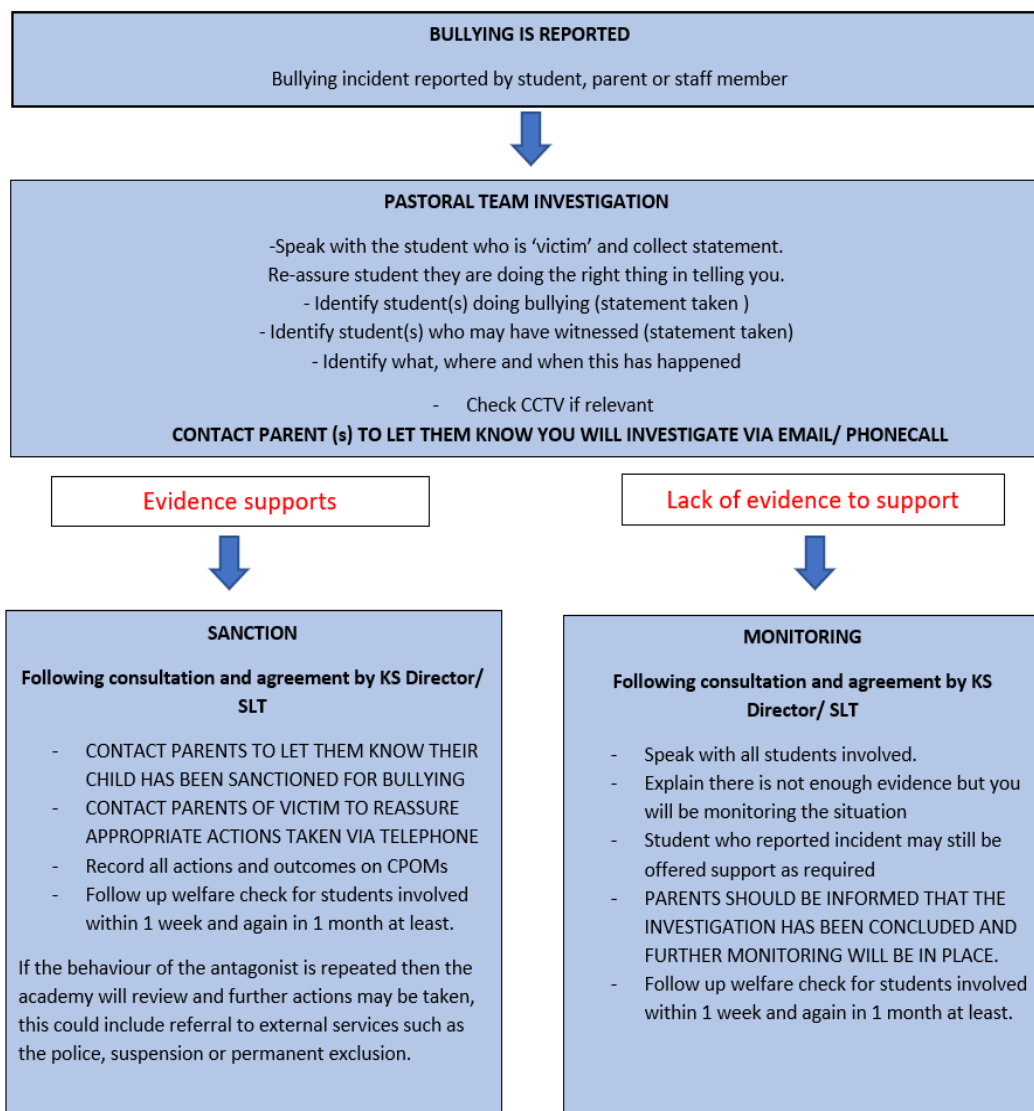 BULLYING IS REPORTED
Bullying incident reported by student, parent or staff member
PASTORAL TEAM INVESTIGATION
-Speak with the student who is ‘victim’ and collect statement.
Re-assure student they are doing the right thing in telling you.
- Identify student(s) doing bullying (statement taken )
- Identify student(s) who may have witnessed (statement taken)
- Identify what, where and when this has happened
- Check CCTV if relevant
CONTACT PARENT (s) TO LET THEM KNOW YOU WILL INVESTIGATE VIA EMAIL/ PHONECALL
Evidence supports
Lack of evidence to support
SANCTION
Following consultation and agreement by KS Director/
SLT
- CONTACT PARENTS TO LET THEM KNOW THEIR
CHILD HAS BEEN SANCTIONED FOR BULLYING
- CONTACT PARENTS OF VICTIM TO REASSURE
APPROPRIATE ACTIONS TAKEN VIA TELEPHONE
- Record all actions and outcomes on CPOMs
- Follow up welfare check for students involved
within 1 week and again in 1 month at least.
If the behaviour of the antagonist is repeated then the
academy will review and further actions may be taken,
this could include referral to external services such as
the police, suspension or permanent exclusion.
MONITORING
Following consultation and agreement by KS
Director/ SLT
- Speak with all students involved.
- Explain there is not enough evidence but you
will be monitoring the situation
- Student who reported incident may still be
offered support as required
- PARENTS SHOULD BE INFORMED THAT THE
INVESTIGATION HAS BEEN CONCLUDED AND
FURTHER MONITORING WILL BE IN PLACE.
- Follow up welfare check for students involved
within 1 week and again in 1 month at least.